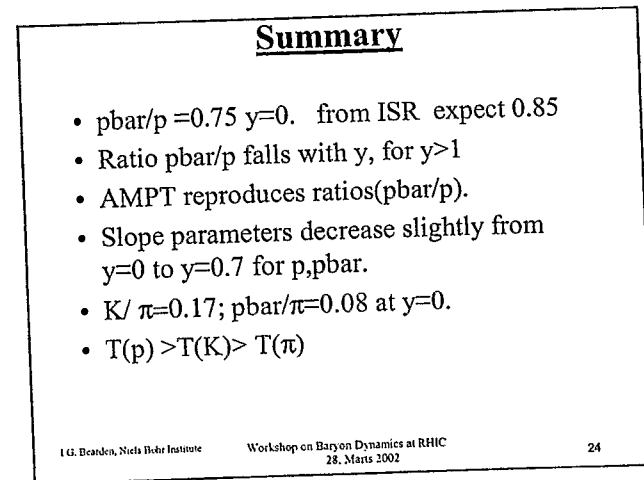 Summary
• pbar/p =0.75 y=0. from ISR expect 0.85
• Ratio pbar/p falls with y, for y>1
• AMPT reproduces ratios(pbar/p).
• Slope parameters decrease slightly from
y=0 to y=0.7 for p,pbar.
• K/ π=0.17; pbar/π=0.08 at y=0.
• T(p) >T(K)> T(π)
I G. Bearden, Niels Bohr Institute
Workshop on Baryon Dynamics at RHIC
28. Marts 2002
24